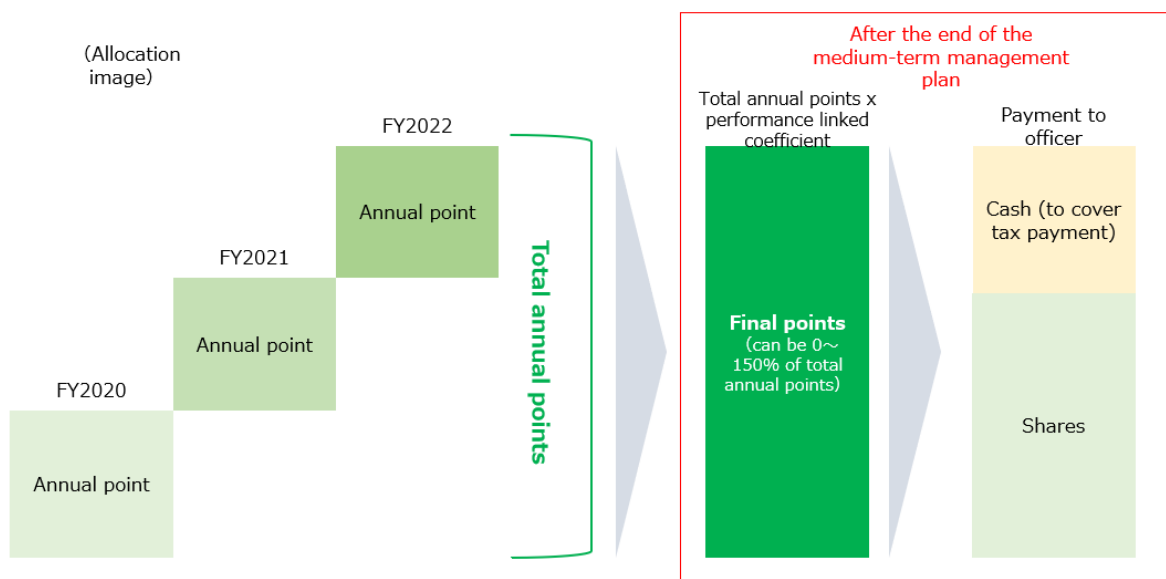 （Allocation
image）
FY2022
Annual point
FY2021
Annual point
FY2020
Annual point
Total annual points
After the end of the
medium-term management
plan
Total annual points x
performance linked
coefficient
Final points
（can be 0～
150% of total
annual points）
Payment to
officer
Cash (to cover
tax payment)
Shares